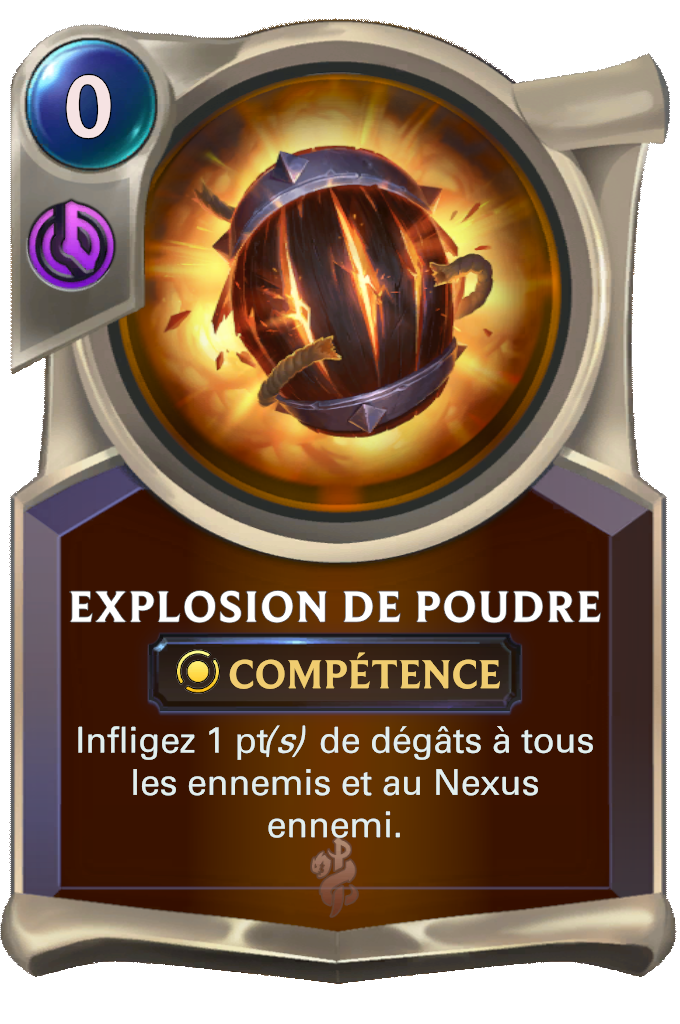 0
EXPLOSION DE POUDRE
COMPÉTENCE
Infligez 1 pt(s) de dégâts à tous
les ennemis et au Nexus
ennemi.